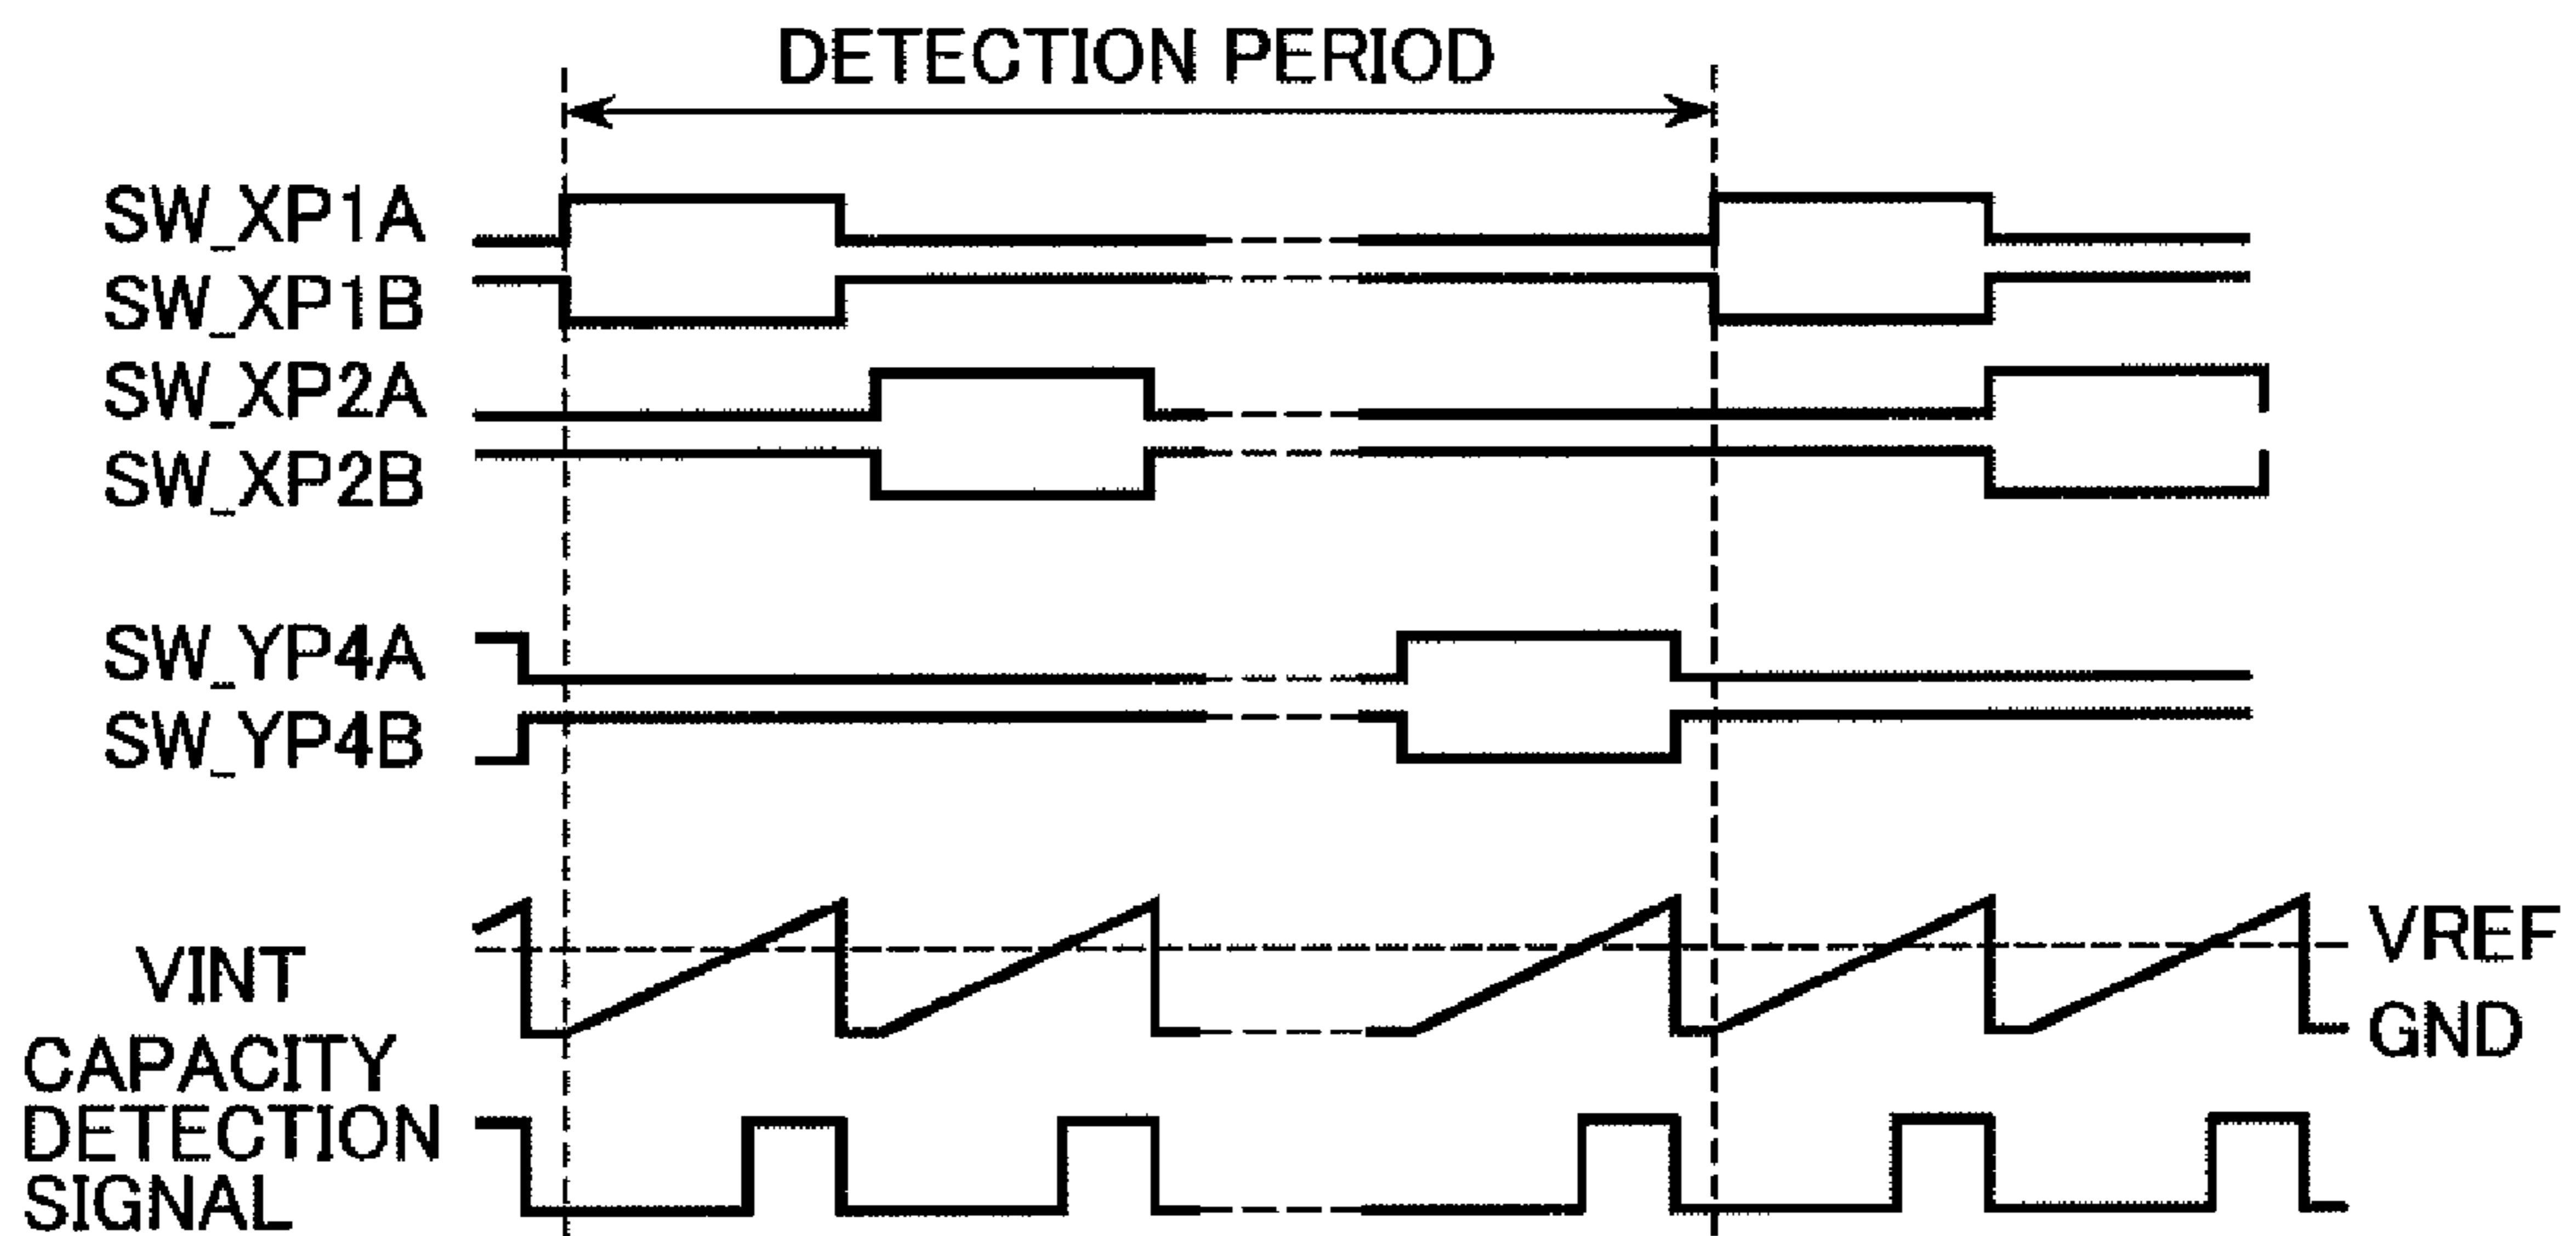 DETECTION PERIOD
SW_XP1A
SW_XP1B
SW_XP2A
SW_XP2B
SW_YP4A
SW_YP4B
VINT
VREF
GND
CAPACITY
DETECTION
SIGNAL